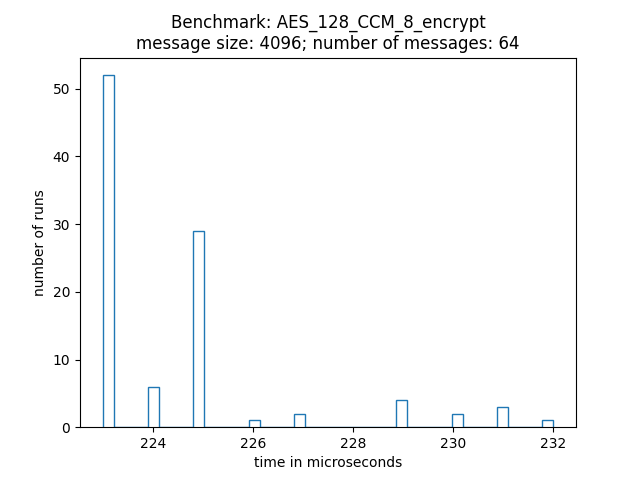 Benchmark: AES_128_CCM_8_encrypt
message size: 4096; number of messages: 64
50
40
30
20
10
0
number of runs
224 226 228 230 232
time in microseconds